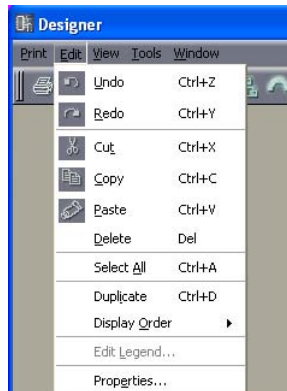 Designer
Print Edit View Tools Window
Undo Ctrl+Z
Redo Ctrl+Y
Cut Ctrl+X
Copy Ctrl+C
Paste Ctrl+V
Delete Del
Select All Ctrl+A
Duplicate Ctrl+D
Display Order
Edit Legend...
Properties...